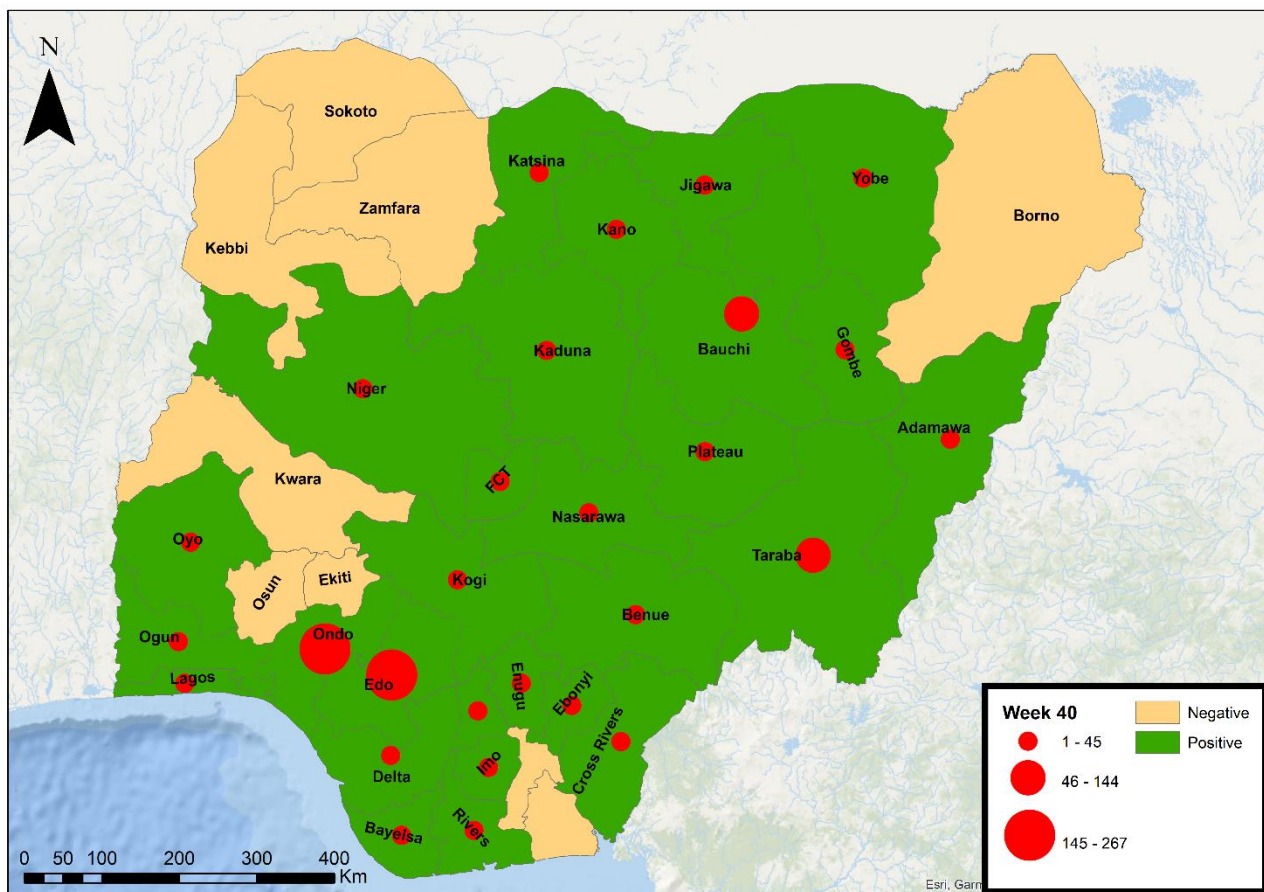 N
Sokoto
Katsina
Jigawa
Yobe
Zamfara
Borno
Kano
Kebbi
Kaduna
Bauchi
Gombe
Niger
Adamawa
Plateau
Kwara
FCT
Nasarawa
Oyo
Taraba
Osun
Ekiti
Kogi
Benue
Ogun
Ondo
Lagos
Edo
Enugu
Ebonyi
Cross Rivers
Delta
Imo
Bayelsa
Rivers
Week 40
1 - 45
46 - 144
145 - 267
Negative
Positive
0 50 100 200 300 400
Km
Esri, Garm